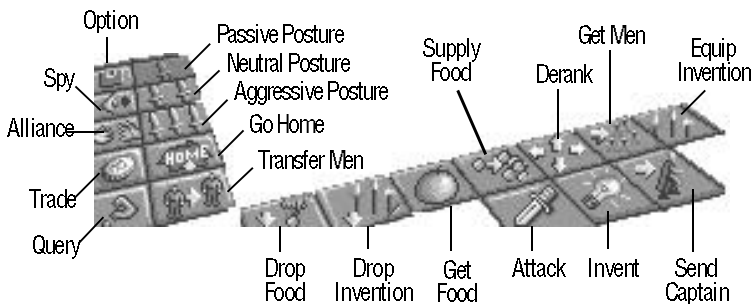 Option
Passive Posture
Neutral Posture
Aggressive Posture
Go Home
Transfer Men
Spy
Alliance
Trade
Query
HOME
Supply
Food
Derank
Get Men
Equip
Invention
Drop
Food
Drop
Invention
Get
Food
Attack
Invent
Send
Captain